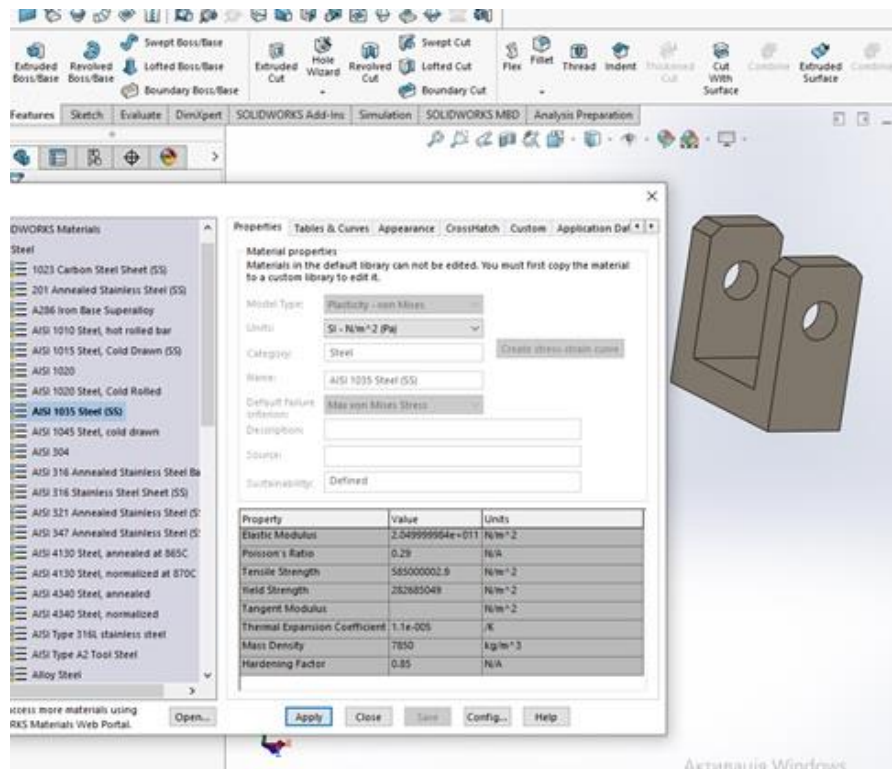 Extruded Boss/Base
Revolved Boss/Base
Swept Boss/Base
Lofted Boss/Base
Boundary Boss/Base
Extruded Cut
Hole Wizard
Revolved Cut
Swept Cut
Lofted Cut
Boundary Cut
Flex
Fillet
Thread
Indent
Thickened Cut
Cut With Surface
Combine
Extruded Surface
Features Sketch Evaluate DimXpert SOLIDWORKS Add-Ins Simulation SOLIDWORKS MBD Analysis Preparation
DWORKS Materials
Steel
1023 Carbon Steel Sheet (SS)
201 Annealed Stainless Steel (SS)
A286 Iron Base Superalloy
AISI 1010 Steel, hot rolled bar
AISI 1015 Steel, Cold Drawn (SS)
AISI 1020
AISI 1020 Steel, Cold Rolled
AISI 1035 Steel (SS)
AISI 1045 Steel, cold drawn
AISI 304
AISI 316 Annealed Stainless Steel Ba
AISI 316 Stainless Steel Sheet (SS)
AISI 321 Annealed Stainless Steel (S
AISI 347 Annealed Stainless Steel (S
AISI 4130 Steel, annealed at 865C
AISI 4130 Steel, normalized at 870C
AISI 4340 Steel, annealed
AISI 4340 Steel, normalized
AISI Type 316L stainless steel
AISI Type A2 Tool Steel
Alloy Steel
ccess more materials using
RKS Materials Web Portal.
Open...
Properties Tables & Curves Appearance CrossHatch Custom Application Dat
Material properties
Materials in the default library can not be edited. You must first copy the material
to a custom library to edit it.
Model Type: Plasticity - von Mises
Units: SI - N/m^2 (Pa)
Category: Steel
Create stress-strain curve
Name: AISI 1035 Steel (SS)
Default failure criterion: Max von Mises Stress
Description:
Source:
Sustainability: Defined
Property Value Units
Elastic Modulus 2.049999984e+011 N/m^2
Poisson's Ratio 0.29 N/A
Tensile Strength 585000002.9 N/m^2
Yield Strength 282685049 N/m^2
Tangent Modulus N/m^2
Thermal Expansion Coefficient 1.1e-005 /K
Mass Density 7850 kg/m^3
Hardening Factor 0.85 N/A
Apply Close Save Config... Help
Активація Windows